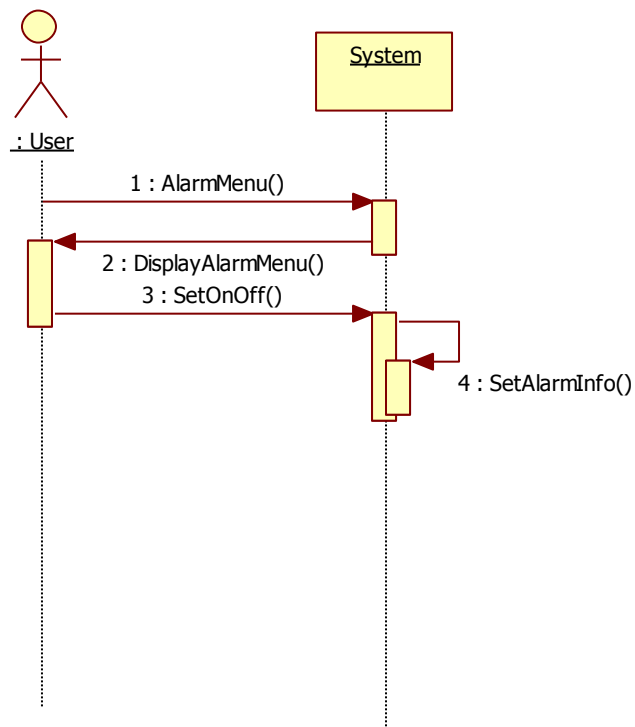 System
: User
1 : AlarmMenu()
2 : DisplayAlarmMenu()
3 : SetOnOff()
4 : SetAlarmInfo()